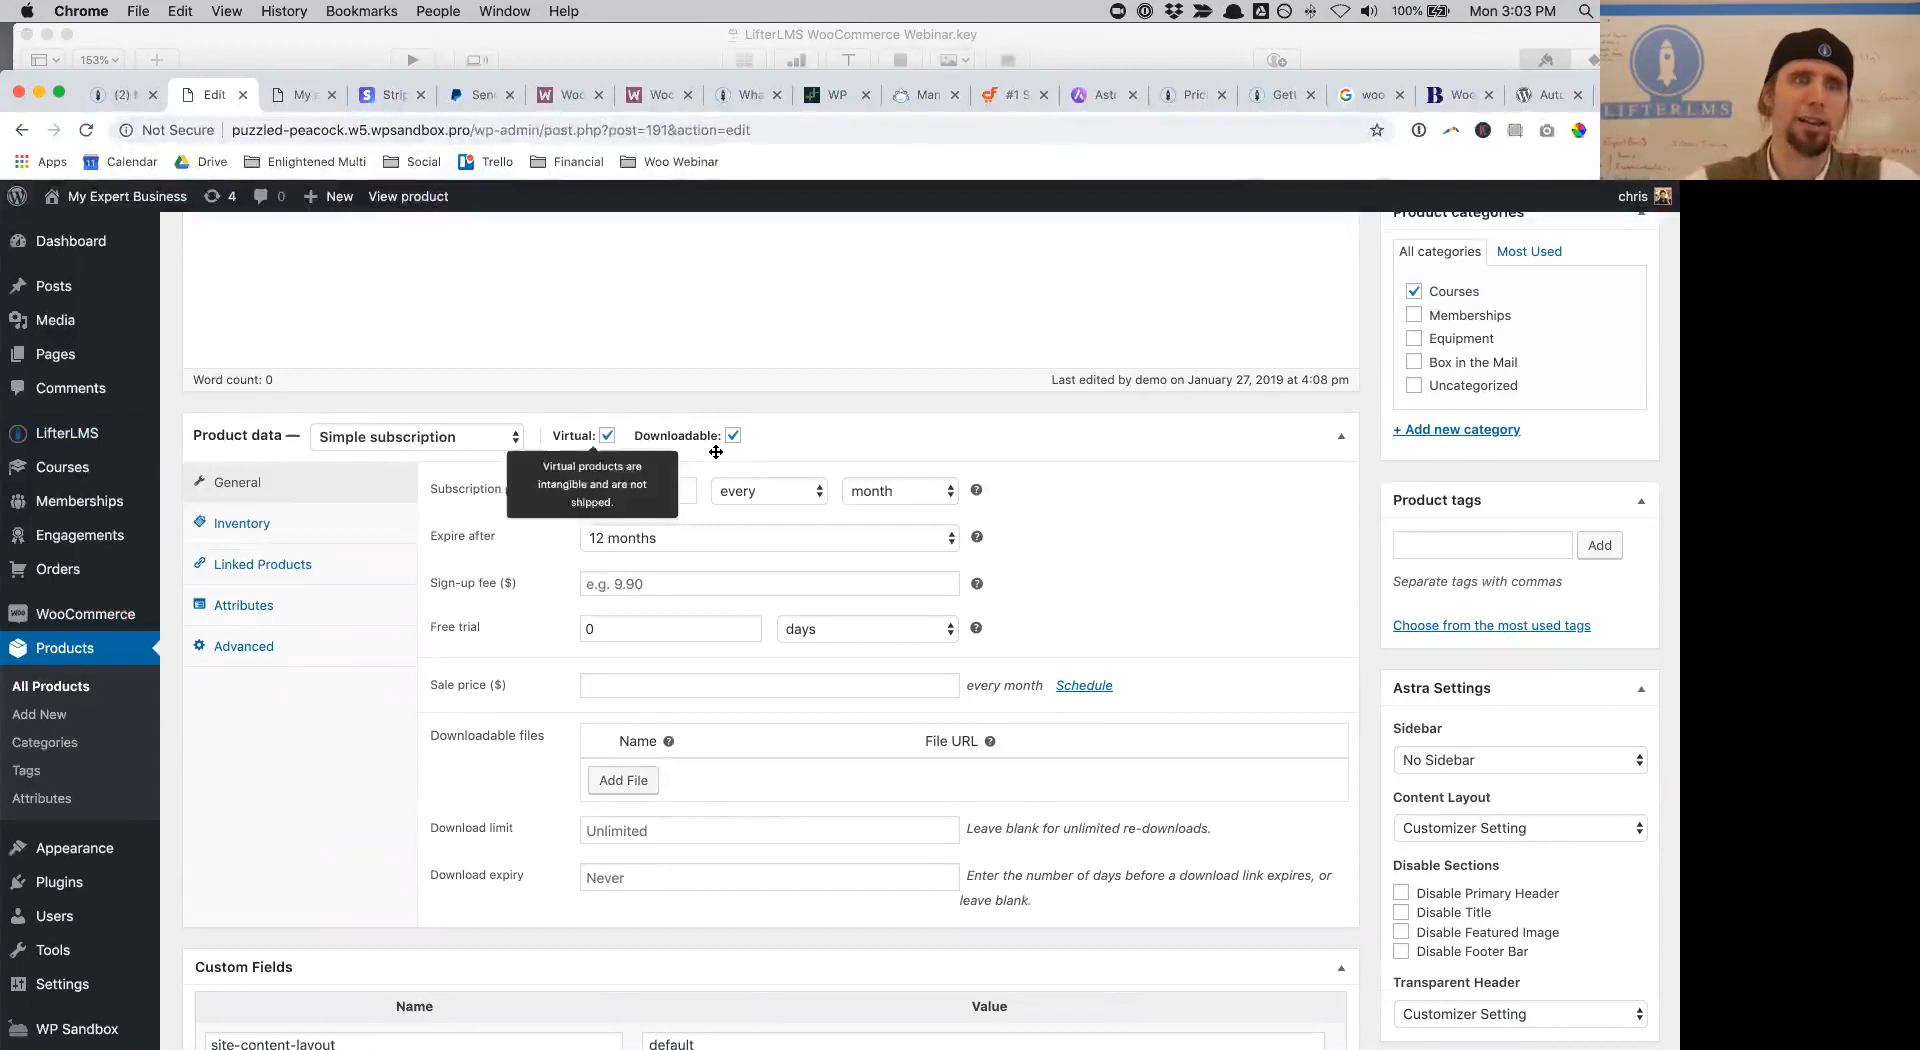 Chrome File Edit View History Bookmarks People Window Help 100% Mon 3:03 PM
LifterLMS WooCommerce Webinar.key
153%
(2) Edit My s Strip Sen Woo Woo Wha WP Man #1 S Astr Pric Gett woo Woo Auto
Not Secure puzzled-peacock.w5.wpsandbox.pro/wp-admin/post.php?post=191&action=edit
Apps Calendar Drive Enlightened Multi Social Trello Financial Woo Webinar
LIFTERLMS
My Expert Business 4 0 New View product chris
Dashboard
Posts
Media
Pages
Comments
LifterLMS
Courses
Memberships
Engagements
Orders
WooCommerce
Products
All Products
Add New
Categories
Tags
Attributes
Appearance
Plugins
Users
Tools
Settings
WP Sandbox
Word count: 0 Last edited by demo on January 27, 2019 at 4:08 pm
Product data — Simple subscription Virtual: Downloadable:
Virtual products are
intangible and are not
shipped.
General
Inventory
Linked Products
Attributes
Advanced
Subscription every month
Expire after 12 months
Sign-up fee ($) e.g. 9.90
Free trial 0 days
Sale price ($) every month Schedule
Downloadable files Name File URL
Add File
Download limit Unlimited Leave blank for unlimited re-downloads.
Download expiry Never Enter the number of days before a download link expires, or
leave blank.
Custom Fields
Name Value
site-content-layout default
Product categories
All categories Most Used
Courses
Memberships
Equipment
Box in the Mail
Uncategorized
+ Add new category
Product tags
Add
Separate tags with commas
Choose from the most used tags
Astra Settings
Sidebar
No Sidebar
Content Layout
Customizer Setting
Disable Sections
Disable Primary Header
Disable Title
Disable Featured Image
Disable Footer Bar
Transparent Header
Customizer Setting